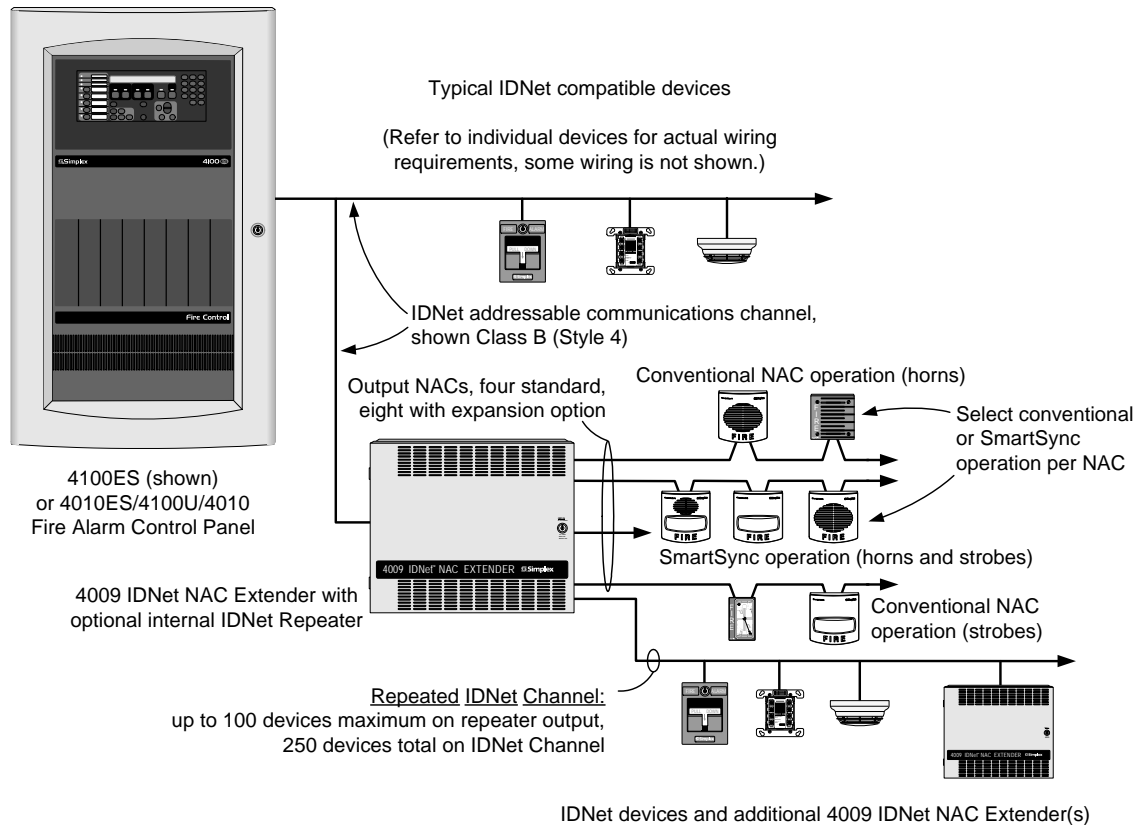 Typical IDNet compatible devices
(Refer to individual devices for actual wiring
requirements, some wiring is not shown.)
Simplex 4100ES
Fire Control
IDNet addressable communications channel,
shown Class B (Style 4)
Output NACs, four standard,
eight with expansion option
Conventional NAC operation (horns)
FIRE
Select conventional
or SmartSync
operation per NAC
4100ES (shown)
or 4010ES/4100U/4010
Fire Alarm Control Panel
FIRE
FIRE
FIRE
SmartSync operation (horns and strobes)
4009 IDNet NAC EXTENDER Simplex
4009 IDNet NAC Extender with
optional internal IDNet Repeater
FIRE
Conventional NAC
operation (strobes)
Repeated IDNet Channel:
up to 100 devices maximum on repeater output,
250 devices total on IDNet Channel
4009 IDNet NAC EXTENDER Simplex
IDNet devices and additional 4009 IDNet NAC Extender(s)